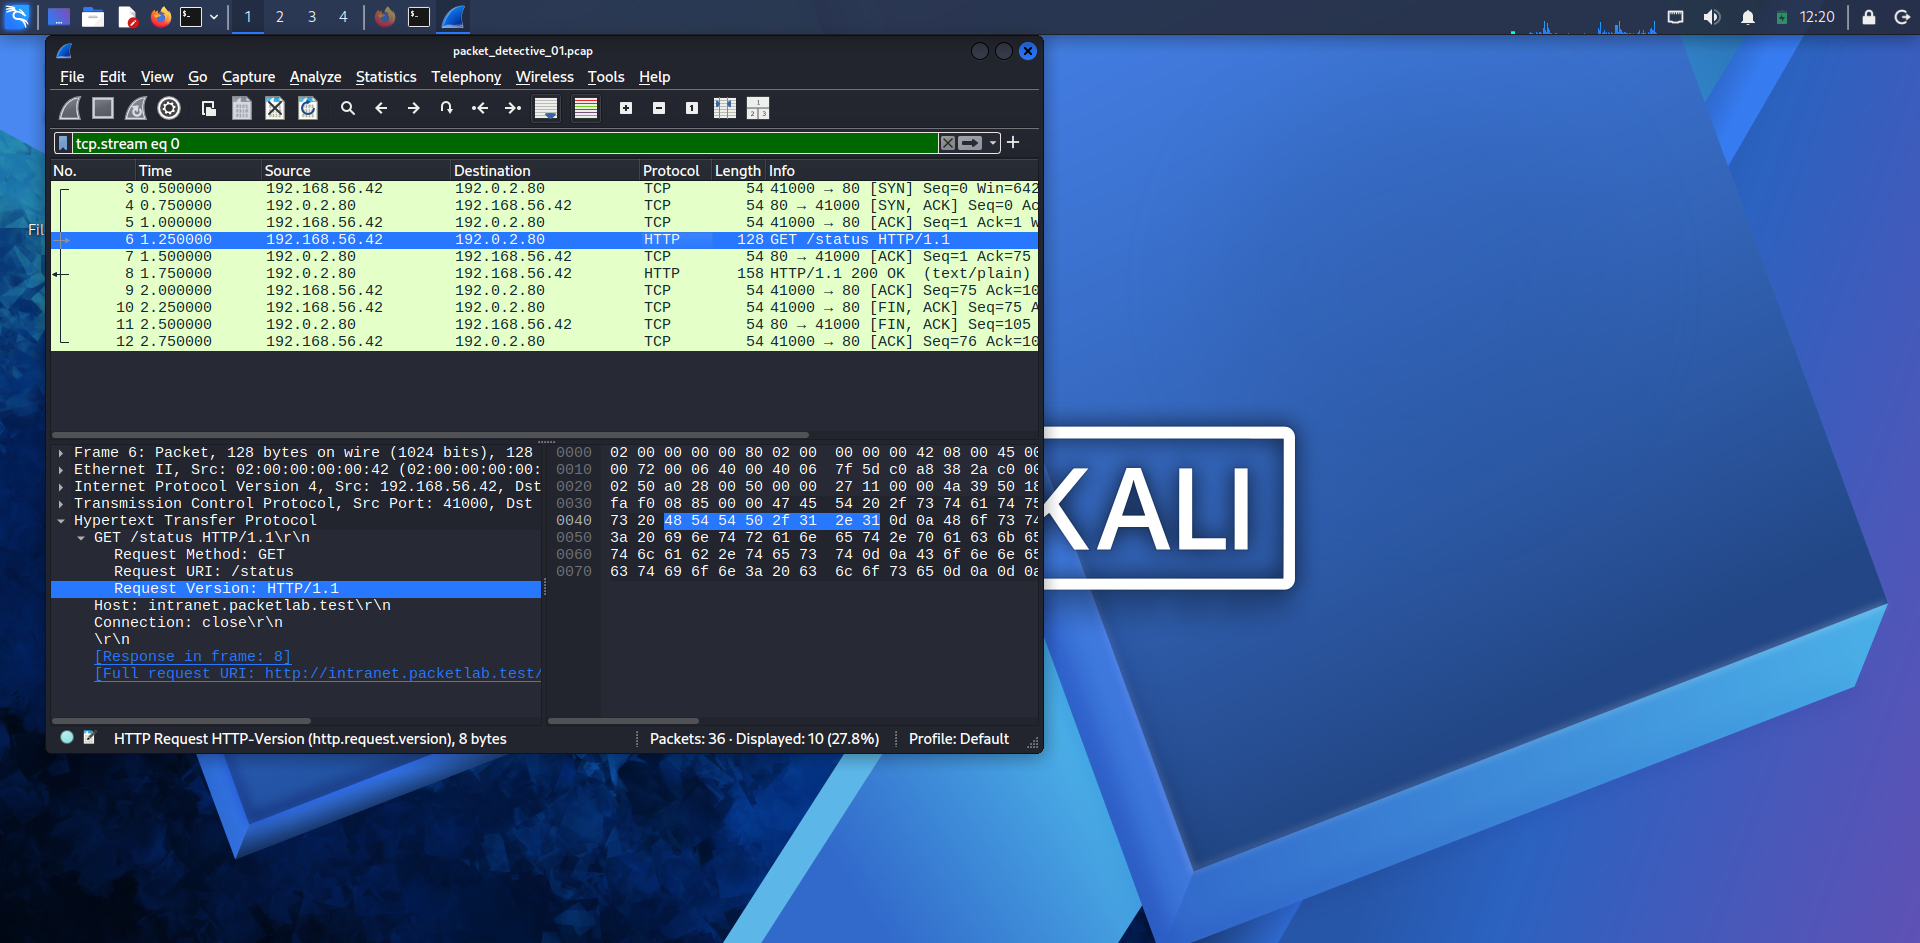 1 2 3 4 12:20
packet_detective_01.pcap
File Edit View Go Capture Analyze Statistics Telephony Wireless Tools Help
tcp.stream eq 0
No. Time Source Destination Protocol Length Info
3 0.500000 192.168.56.42 192.0.2.80 TCP 54 41000 → 80 [SYN] Seq=0 Win=642
4 0.750000 192.0.2.80 192.168.56.42 TCP 54 80 → 41000 [SYN, ACK] Seq=0 Ac
5 1.000000 192.168.56.42 192.0.2.80 TCP 54 41000 → 80 [ACK] Seq=1 Ack=1 W
Fil
6 1.250000 192.168.56.42 192.0.2.80 HTTP 128 GET /status HTTP/1.1
7 1.500000 192.0.2.80 192.168.56.42 TCP 54 80 → 41000 [ACK] Seq=1 Ack=75
8 1.750000 192.0.2.80 192.168.56.42 HTTP 158 HTTP/1.1 200 OK (text/plain)
9 2.000000 192.168.56.42 192.0.2.80 TCP 54 41000 → 80 [ACK] Seq=75 Ack=10
10 2.250000 192.168.56.42 192.0.2.80 TCP 54 41000 → 80 [FIN, ACK] Seq=75 A
11 2.500000 192.0.2.80 192.168.56.42 TCP 54 80 → 41000 [FIN, ACK] Seq=105
12 2.750000 192.168.56.42 192.0.2.80 TCP 54 41000 → 80 [ACK] Seq=76 Ack=10
Frame 6: Packet, 128 bytes on wire (1024 bits), 128
Ethernet II, Src: 02:00:00:00:00:42 (02:00:00:00:00:
Internet Protocol Version 4, Src: 192.168.56.42, Dst
Transmission Control Protocol, Src Port: 41000, Dst
Hypertext Transfer Protocol
GET /status HTTP/1.1\r\n
Request Method: GET
Request URI: /status
Request Version: HTTP/1.1
Host: intranet.packetlab.test\r\n
Connection: close\r\n
\r\n
[Response in frame: 8]
[Full request URI: http://intranet.packetlab.test/
0000 02 00 00 00 00 80 02 00 00 00 00 42 08 00 45 00
0010 00 72 00 06 40 00 40 06 7f 5d c0 a8 38 2a c0 00
0020 02 50 a0 28 00 50 00 00 27 11 00 00 4a 39 50 18
0030 fa f0 08 85 00 00 47 45 54 20 2f 73 74 61 74 75
0040 73 20 48 54 54 50 2f 31 2e 31 0d 0a 48 6f 73 74
0050 3a 20 69 6e 74 72 61 6e 65 74 2e 70 61 63 6b 65
0060 74 6c 61 62 2e 74 65 73 74 0d 0a 43 6f 6e 6e 65
0070 63 74 69 6f 6e 3a 20 63 6c 6f 73 65 0d 0a 0d 0a
KALI
HTTP Request HTTP-Version (http.request.version), 8 bytes Packets: 36 · Displayed: 10 (27.8%) Profile: Default